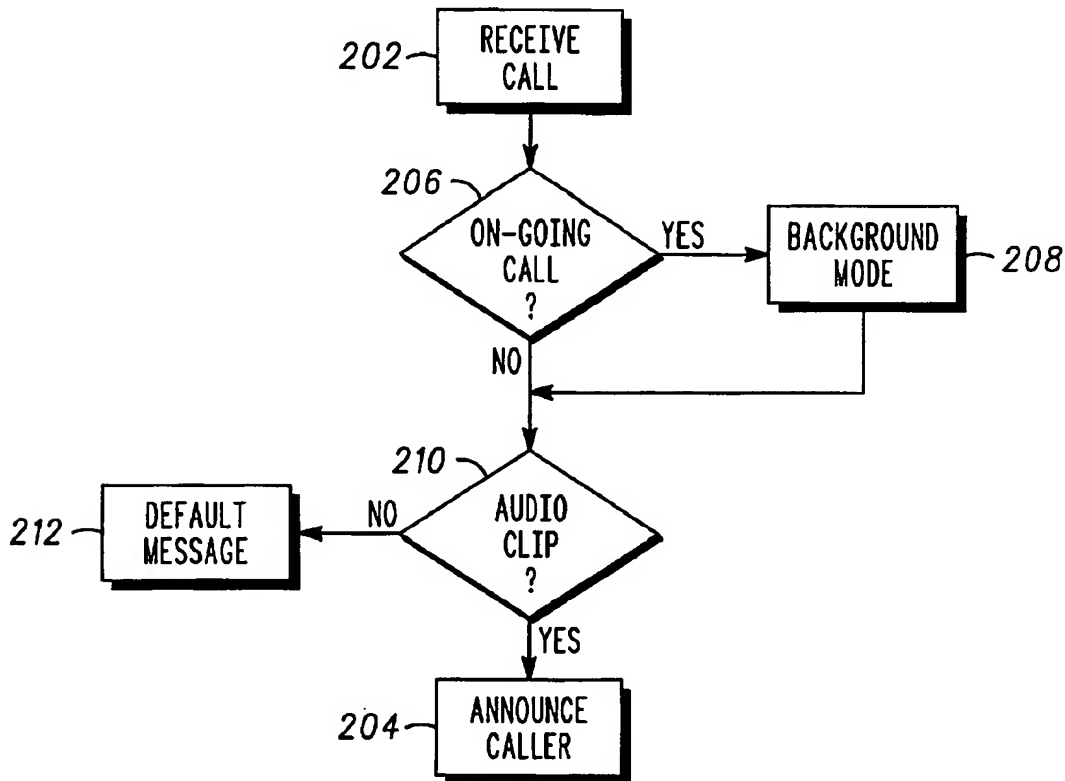 RECEIVE
CALL
202
206
ON-GOING
CALL
?
YES
BACKGROUND
MODE
208
NO
210
AUDIO
CLIP
?
NO
DEFAULT
MESSAGE
212
YES
ANNOUNCE
CALLER
204